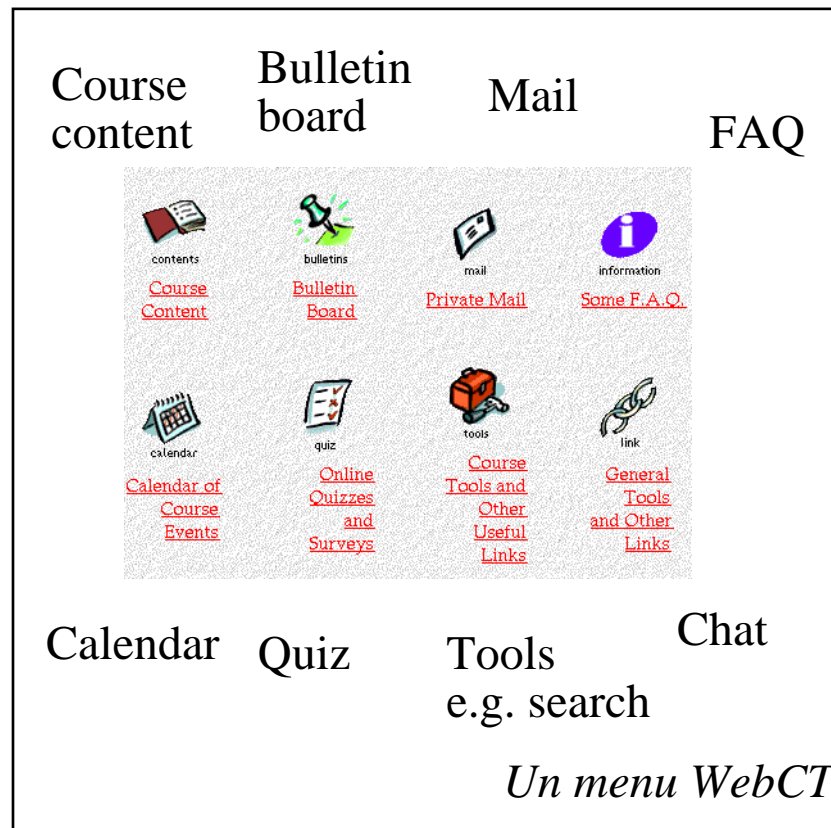 Course
content
Bulletin
board
Mail
FAQ
contents
Course
Content
bulletins
Bulletin
Board
mail
Private Mail
information
Some F.A.Q.
calendar
Calendar of
Course
Events
quiz
Online
Quizzes
and
Surveys
tools
Course
Tools and
Other
Useful
Links
link
General
Tools
and Other
Links
Calendar
Quiz
Tools
e.g. search
Chat
Un menu WebCT